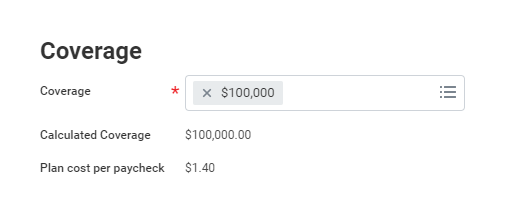 Coverage
Coverage * × $100,000
Calculated Coverage $100,000.00
Plan cost per paycheck $1.40